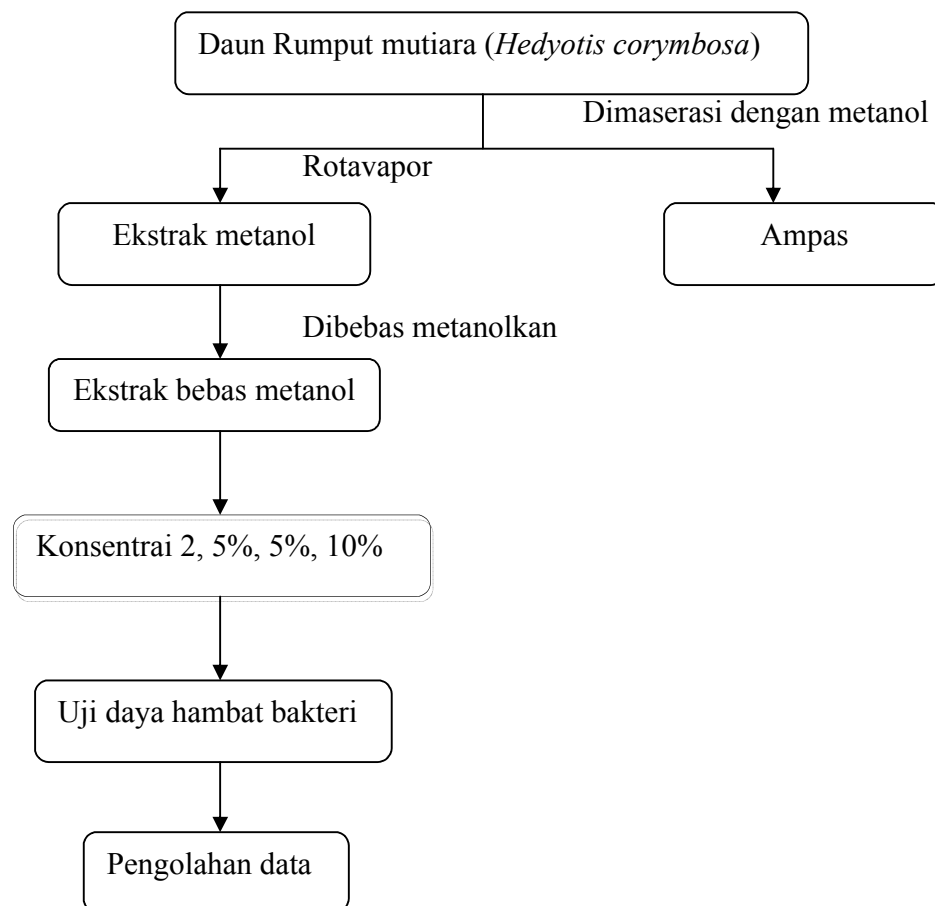 Daun Rumput mutiara (Hedyotis corymbosa)
Dimaserasi dengan metanol
Rotavapor
Ekstrak metanol
Ampas
Dibebas metanolkan
Ekstrak bebas metanol
Konsentrai 2, 5%, 5%, 10%
Uji daya hambat bakteri
Pengolahan data